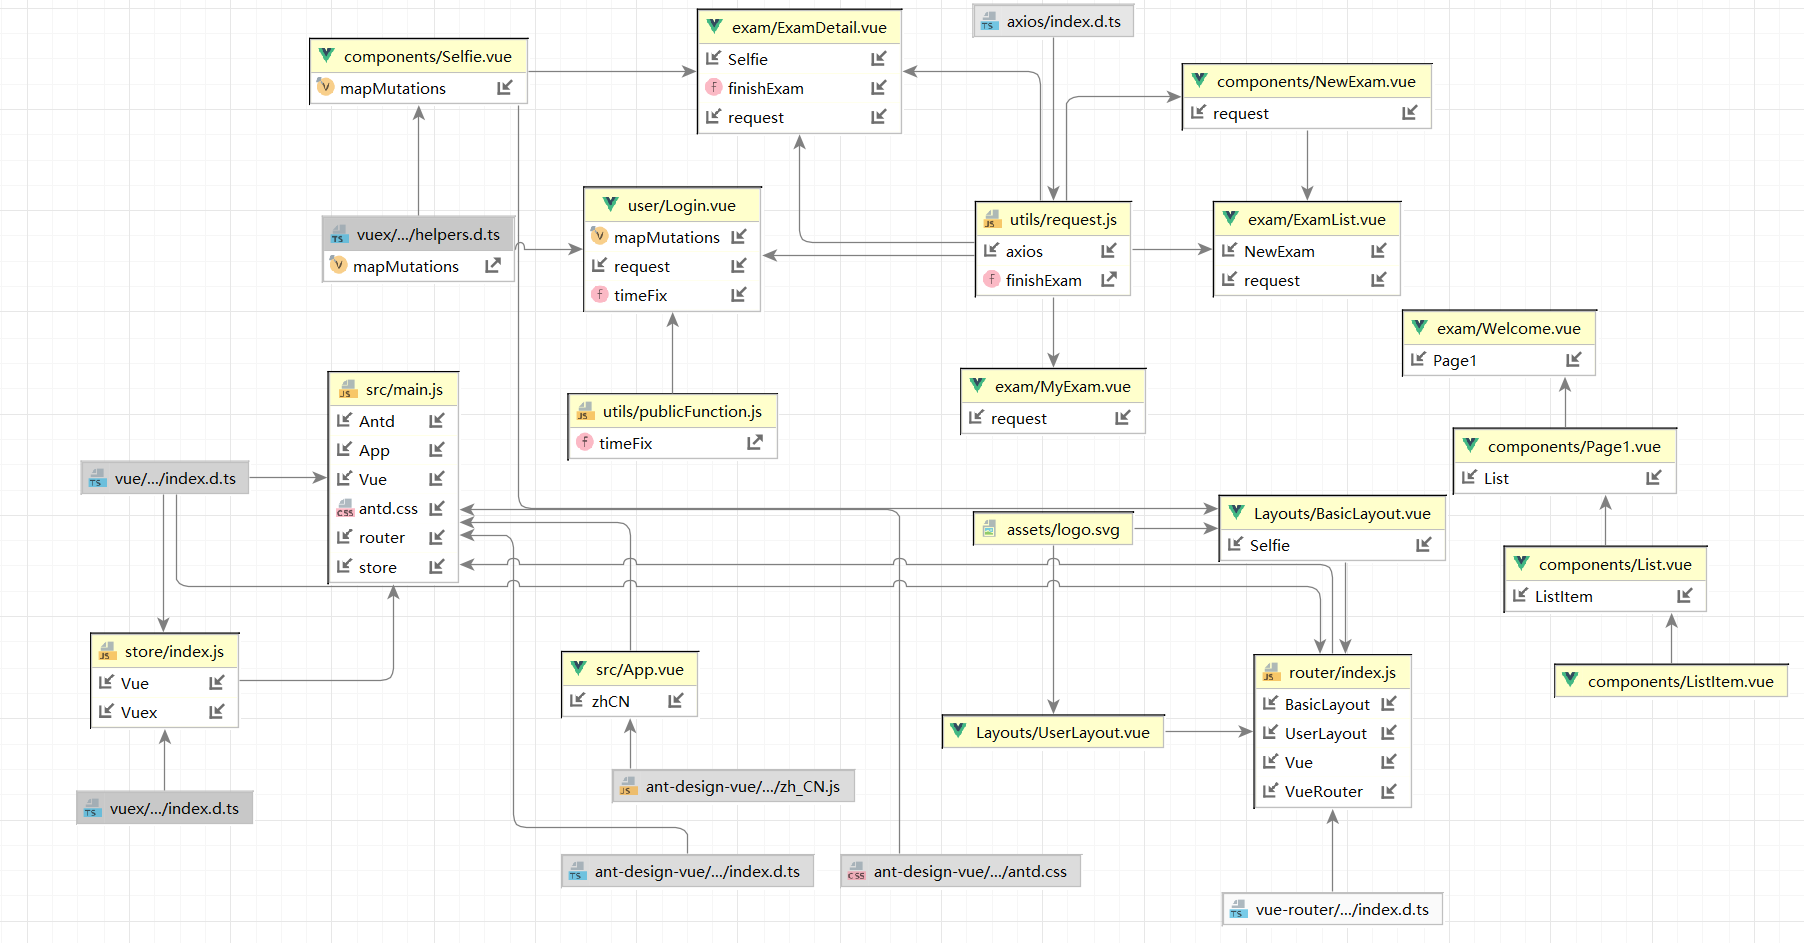 axios/index.d.ts
exam/ExamDetail.vue
Selfie
finishExam
request
components/Selfie.vue
mapMutations
components/NewExam.vue
request
user/Login.vue
mapMutations
request
timeFix
utils/request.js
axios
finishExam
exam/ExamList.vue
NewExam
request
vuex/.../helpers.d.ts
mapMutations
exam/Welcome.vue
Page1
exam/MyExam.vue
request
src/main.js
Antd
App
Vue
antd.css
router
store
utils/publicFunction.js
timeFix
components/Page1.vue
List
vue/.../index.d.ts
Layouts/BasicLayout.vue
Selfie
assets/logo.svg
components/List.vue
ListItem
store/index.js
Vue
Vuex
src/App.vue
zhCN
router/index.js
BasicLayout
UserLayout
Vue
VueRouter
components/ListItem.vue
Layouts/UserLayout.vue
ant-design-vue/.../zh_CN.js
vuex/.../index.d.ts
ant-design-vue/.../index.d.ts
ant-design-vue/.../antd.css
vue-router/.../index.d.ts